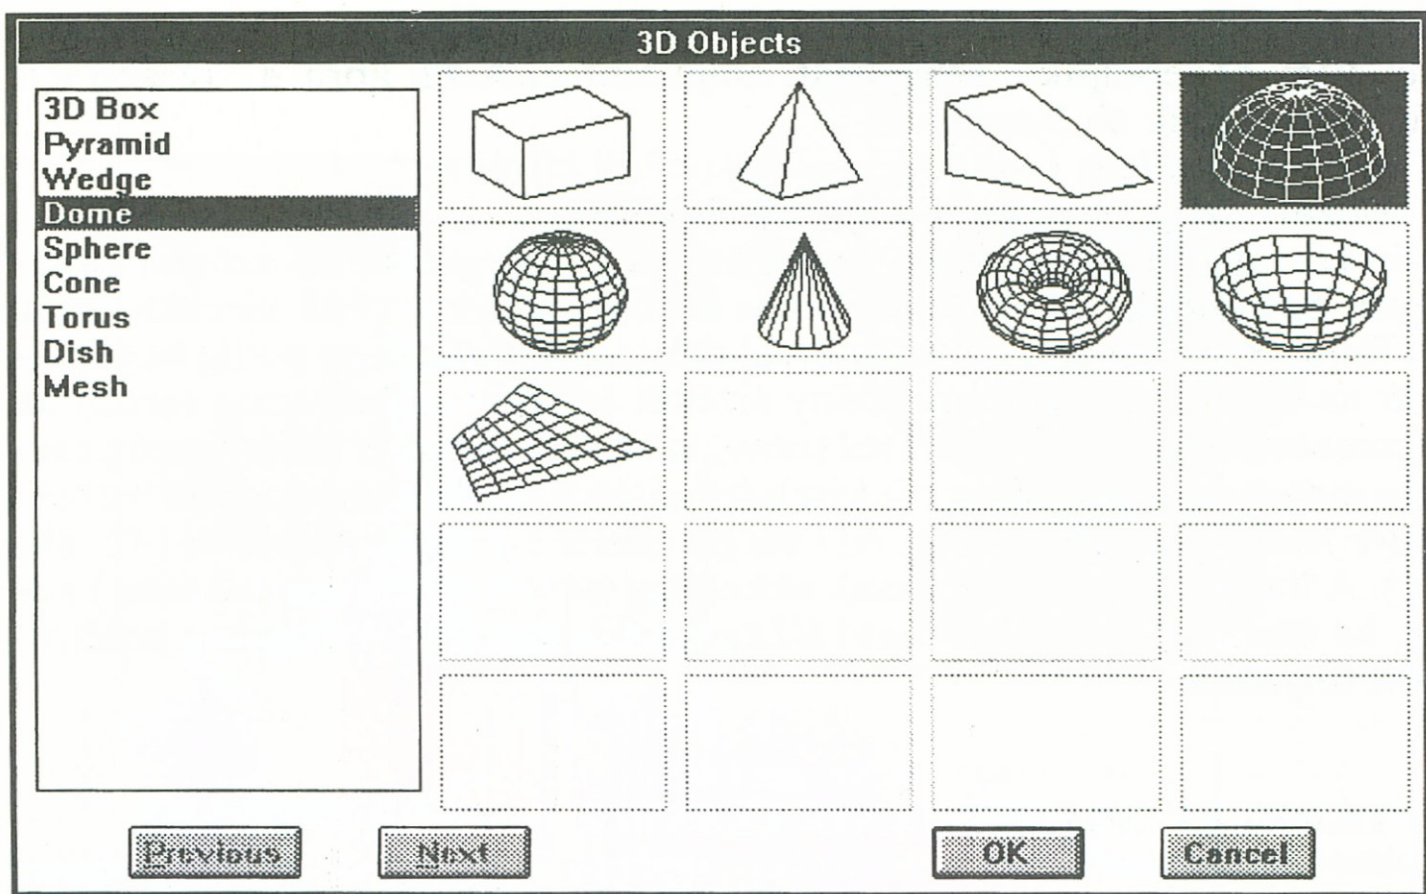 3D Objects
3D Box
Pyramid
Wedge
Dome
Sphere
Cone
Torus
Dish
Mesh
Previous
Next
OK
Cancel